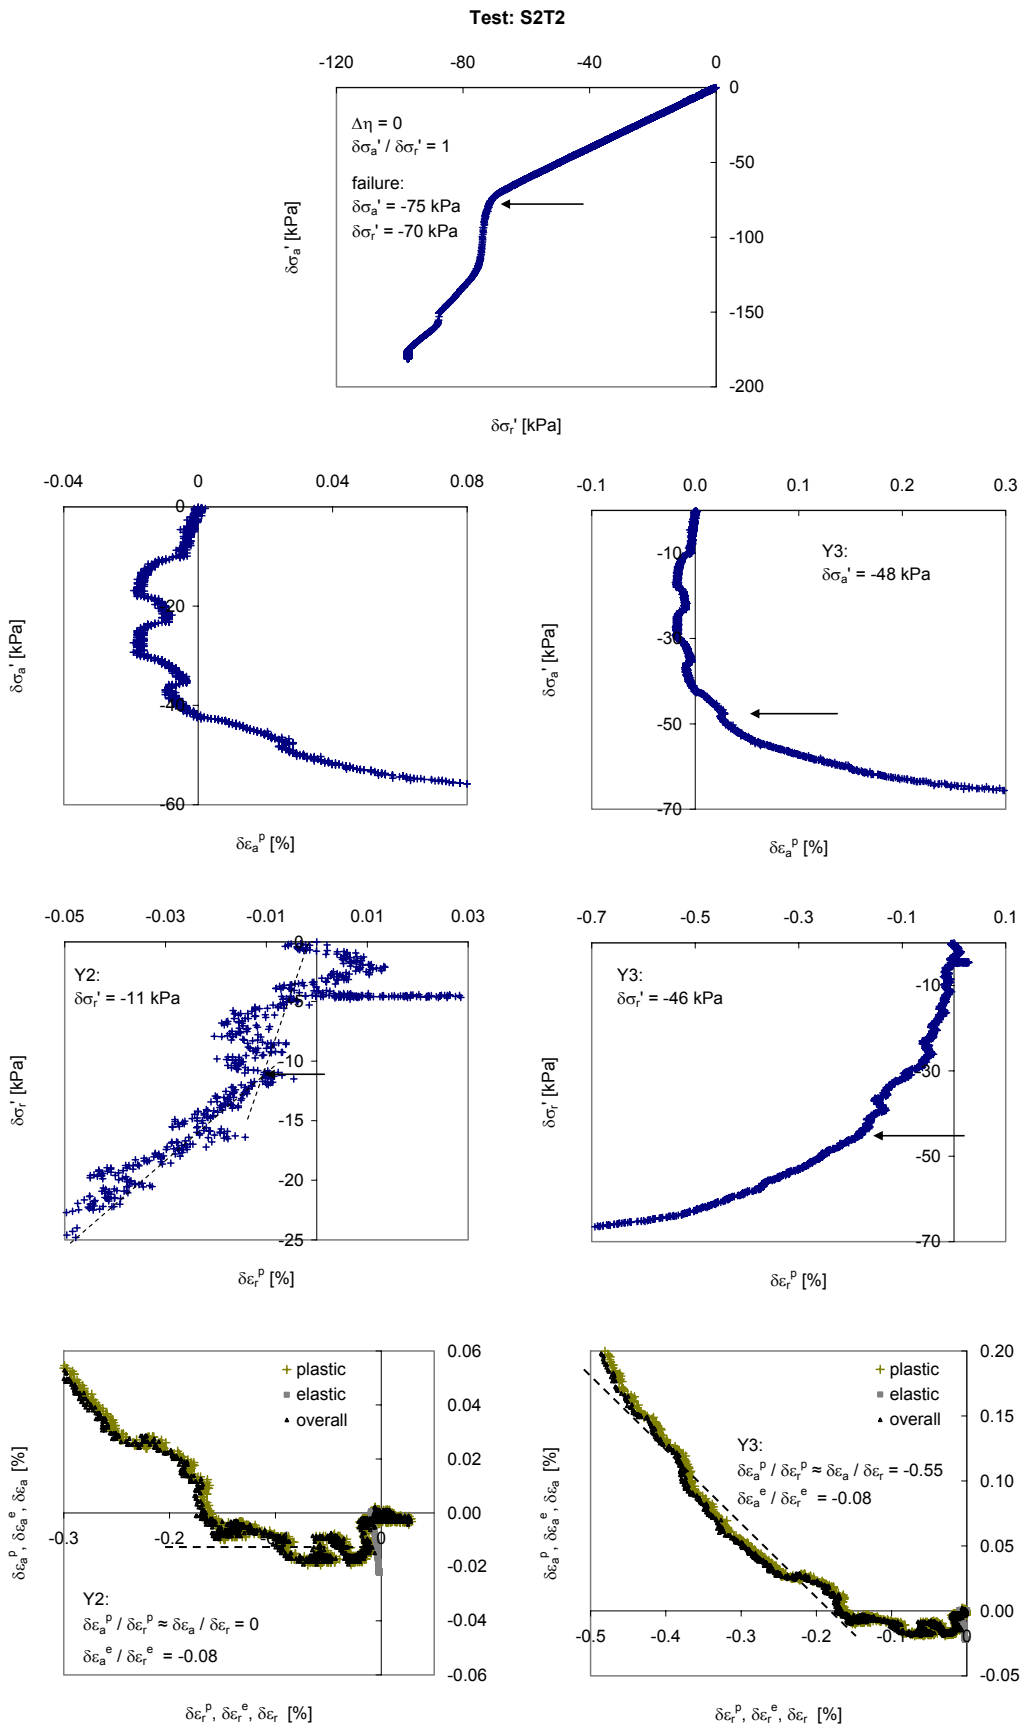 Test: S2T2
-120 -80 -40 0
0
-50
-100
-150
-200
Δη = 0
δσₐ' / δσᵣ' = 1
failure:
δσₐ' = -75 kPa
δσᵣ' = -70 kPa
δσₐ' [kPa]
δσᵣ' [kPa]
-0.04 0 0.04 0.08
0
-20
-40
-60
δσₐ' [kPa]
δεₐᵖ [%]
-0.1 0.0 0.1 0.2 0.3
-10
-30
-50
-70
Y3:
δσₐ' = -48 kPa
δσₐ' [kPa]
δεₐᵖ [%]
-0.05 -0.03 -0.01 0.01 0.03
0
-5
-10
-15
-20
-25
Y2:
δσᵣ' = -11 kPa
δσᵣ' [kPa]
δεᵣᵖ [%]
-0.7 -0.5 -0.3 -0.1 0.1
-10
-30
-50
-70
Y3:
δσᵣ' = -46 kPa
δσᵣ' [kPa]
δεᵣᵖ [%]
0.06
0.04
0.02
0.00
-0.02
-0.04
-0.06
-0.3 -0.2 0
plastic
elastic
overall
Y2:
δεₐᵖ / δεᵣᵖ ≈ δεₐ / δεᵣ = 0
δεₐᵉ / δεᵣᵉ = -0.08
δεₐᵖ, δεₐᵉ, δεₐ [%]
δεᵣᵖ, δεᵣᵉ, δεᵣ [%]
0.20
0.15
0.10
0.05
0.00
-0.05
-0.5 -0.4 -0.3 -0.2 -0.1 0
plastic
elastic
overall
Y3:
δεₐᵖ / δεᵣᵖ ≈ δεₐ / δεᵣ = -0.55
δεₐᵉ / δεᵣᵉ = -0.08
δεₐᵖ, δεₐᵉ, δεₐ [%]
δεᵣᵖ, δεᵣᵉ, δεᵣ [%]